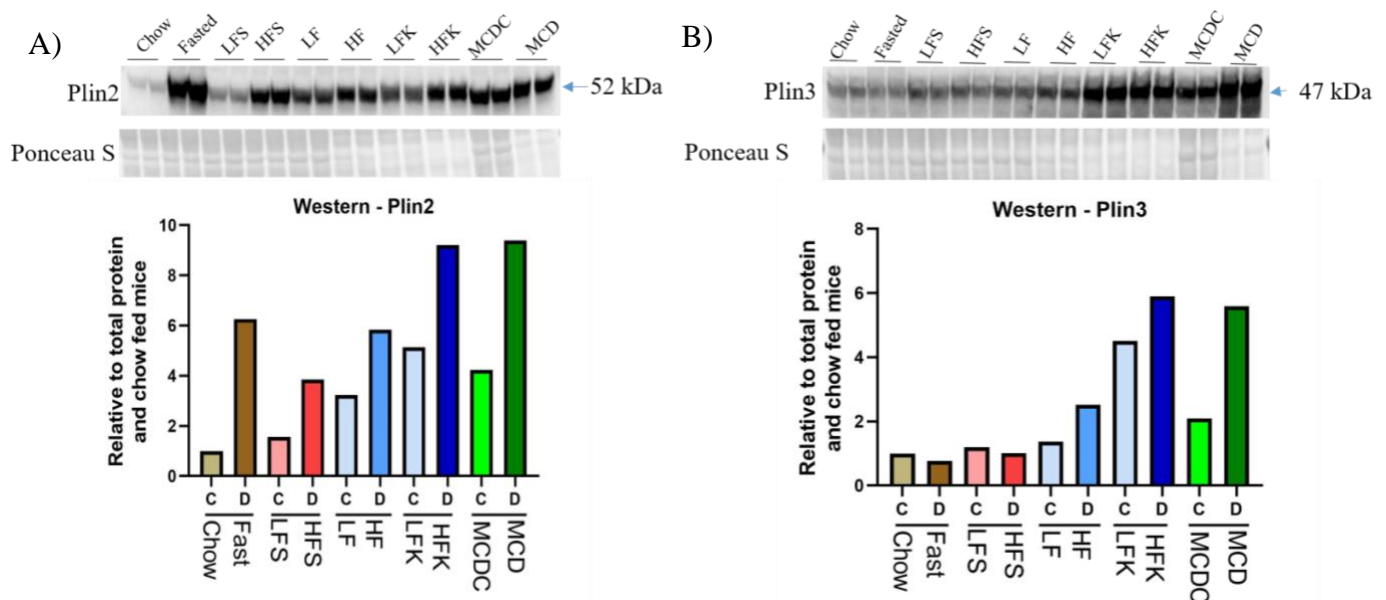 A)
Chow Fasted LFS HFS LF HF LFK HFK MCDC MCD
Plin2
52 kDa
Ponceau S
Western - Plin2
Relative to total protein
and chow fed mice
10
8
6
4
2
0
C D C D C D C D C D
Chow Fast LFS HFS LF HF LFK HFK MCDC MCD
B)
Chow Fasted LFS HFS LF HF LFK HFK MCDC MCD
Plin3
47 kDa
Ponceau S
Western - Plin3
Relative to total protein
and chow fed mice
8
6
4
2
0
C D C D C D C D C D
Chow Fast LFS HFS LF HF LFK HFK MCDC MCD